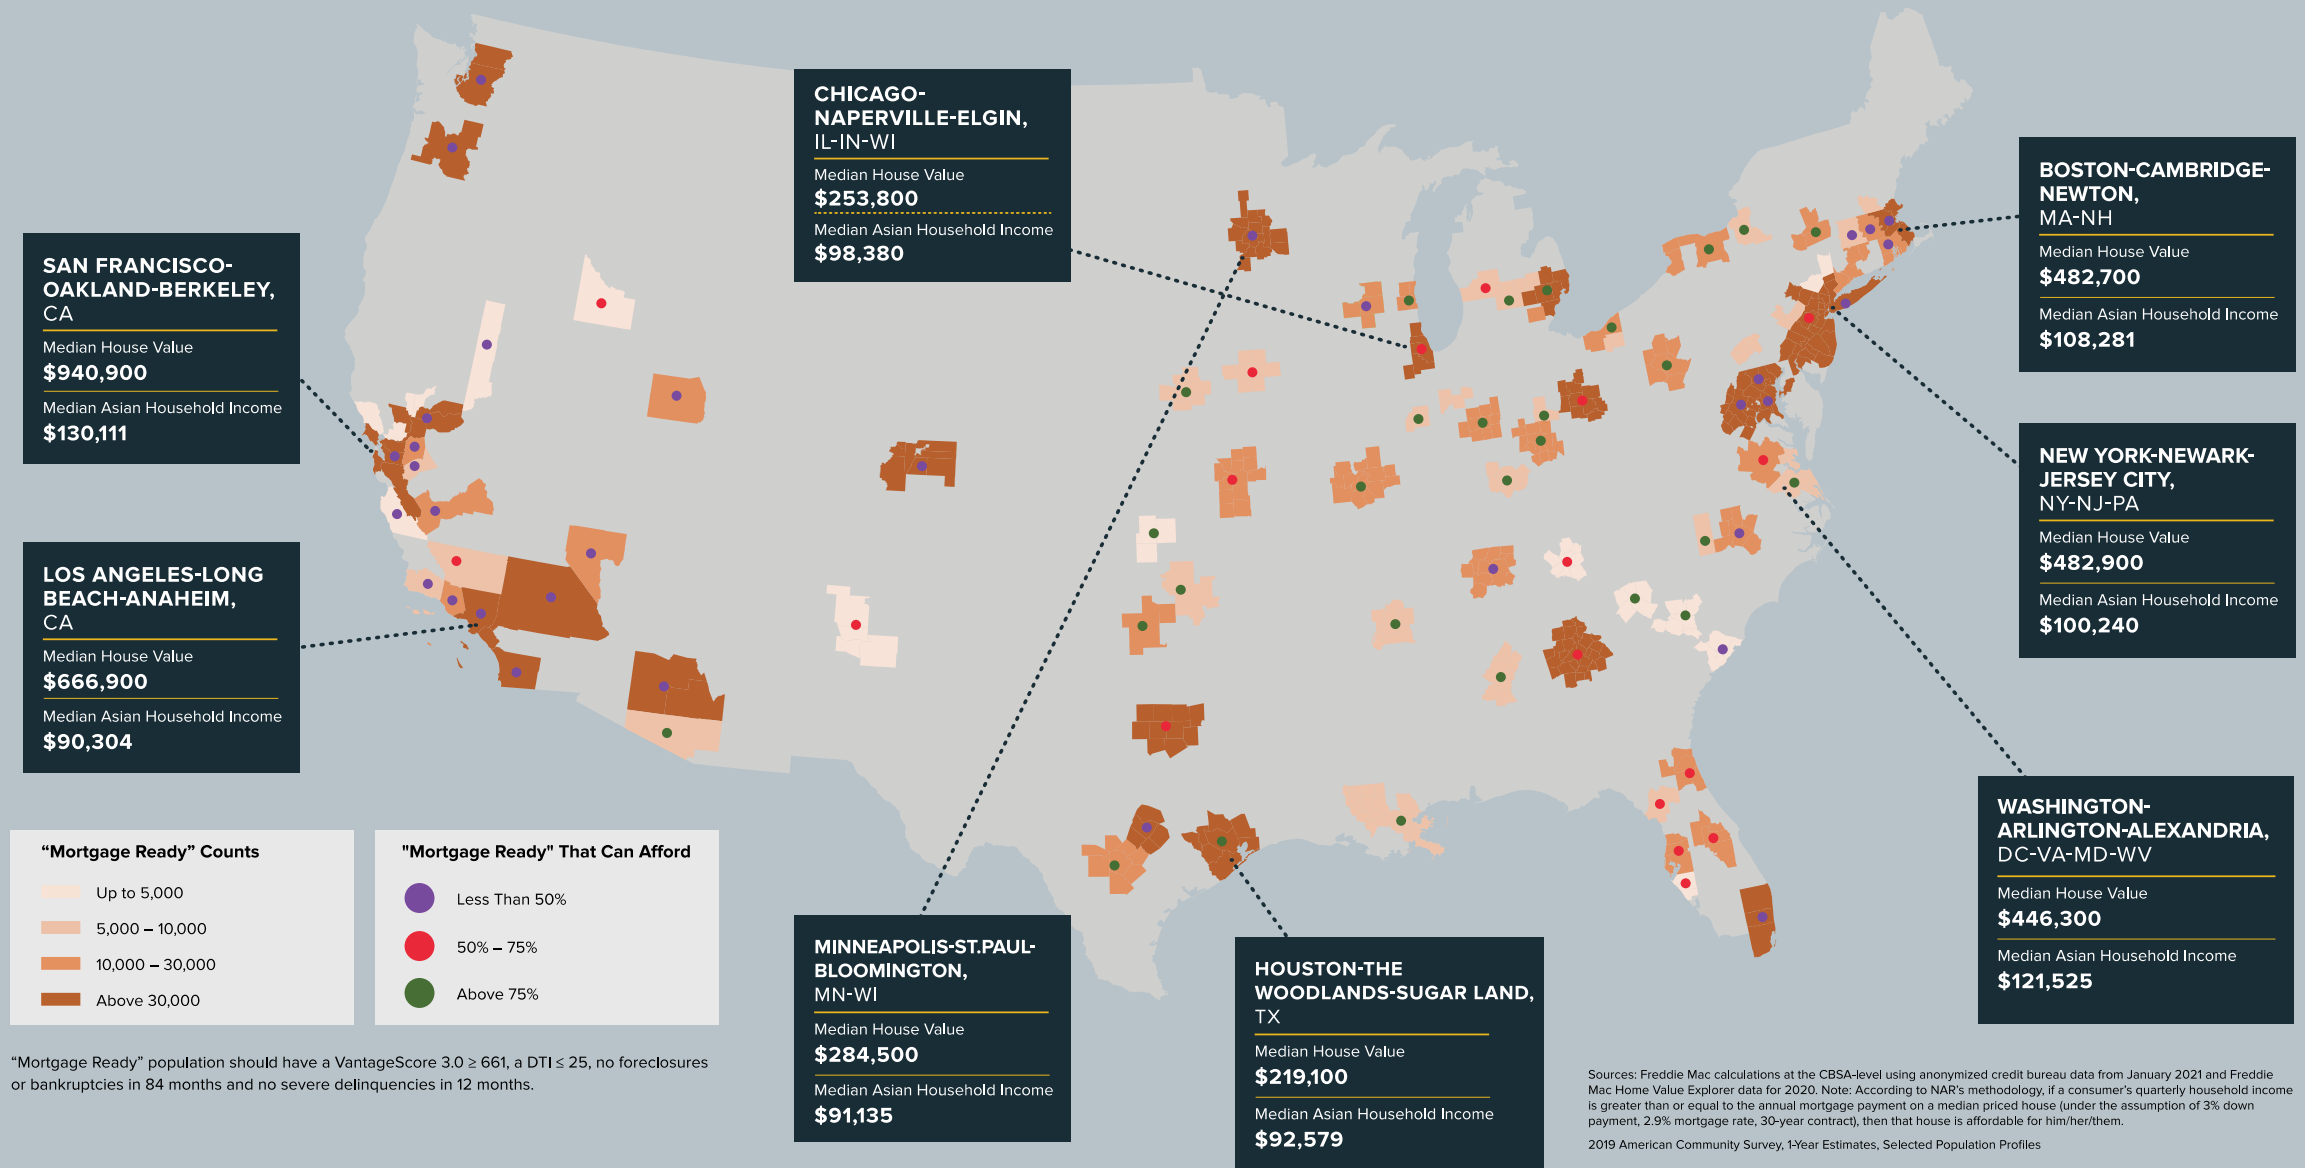 CHICAGO-
NAPERVILLE-ELGIN,
IL-IN-WI
Median House Value
$253,800
Median Asian Household Income
$98,380
BOSTON-CAMBRIDGE-
NEWTON,
MA-NH
Median House Value
$482,700
Median Asian Household Income
$108,281
SAN FRANCISCO-
OAKLAND-BERKELEY,
CA
Median House Value
$940,900
Median Asian Household Income
$130,111
NEW YORK-NEWARK-
JERSEY CITY,
NY-NJ-PA
Median House Value
$482,900
Median Asian Household Income
$100,240
LOS ANGELES-LONG
BEACH-ANAHEIM,
CA
Median House Value
$666,900
Median Asian Household Income
$90,304
WASHINGTON-
ARLINGTON-ALEXANDRIA,
DC-VA-MD-WV
Median House Value
$446,300
Median Asian Household Income
$121,525
“Mortgage Ready” Counts
Up to 5,000
5,000 – 10,000
10,000 – 30,000
Above 30,000
"Mortgage Ready" That Can Afford
Less Than 50%
50% – 75%
Above 75%
MINNEAPOLIS-ST.PAUL-
BLOOMINGTON,
MN-WI
Median House Value
$284,500
Median Asian Household Income
$91,135
HOUSTON-THE
WOODLANDS-SUGAR LAND,
TX
Median House Value
$219,100
Median Asian Household Income
$92,579
“Mortgage Ready” population should have a VantageScore 3.0 ≥ 661, a DTI ≤ 25, no foreclosures
or bankruptcies in 84 months and no severe delinquencies in 12 months.
Sources: Freddie Mac calculations at the CBSA-level using anonymized credit bureau data from January 2021 and Freddie
Mac Home Value Explorer data for 2020. Note: According to NAR’s methodology, if a consumer’s quarterly household income
is greater than or equal to the annual mortgage payment on a median priced house (under the assumption of 3% down
payment, 2.9% mortgage rate, 30-year contract), then that house is affordable for him/her/them.
2019 American Community Survey, 1-Year Estimates, Selected Population Profiles